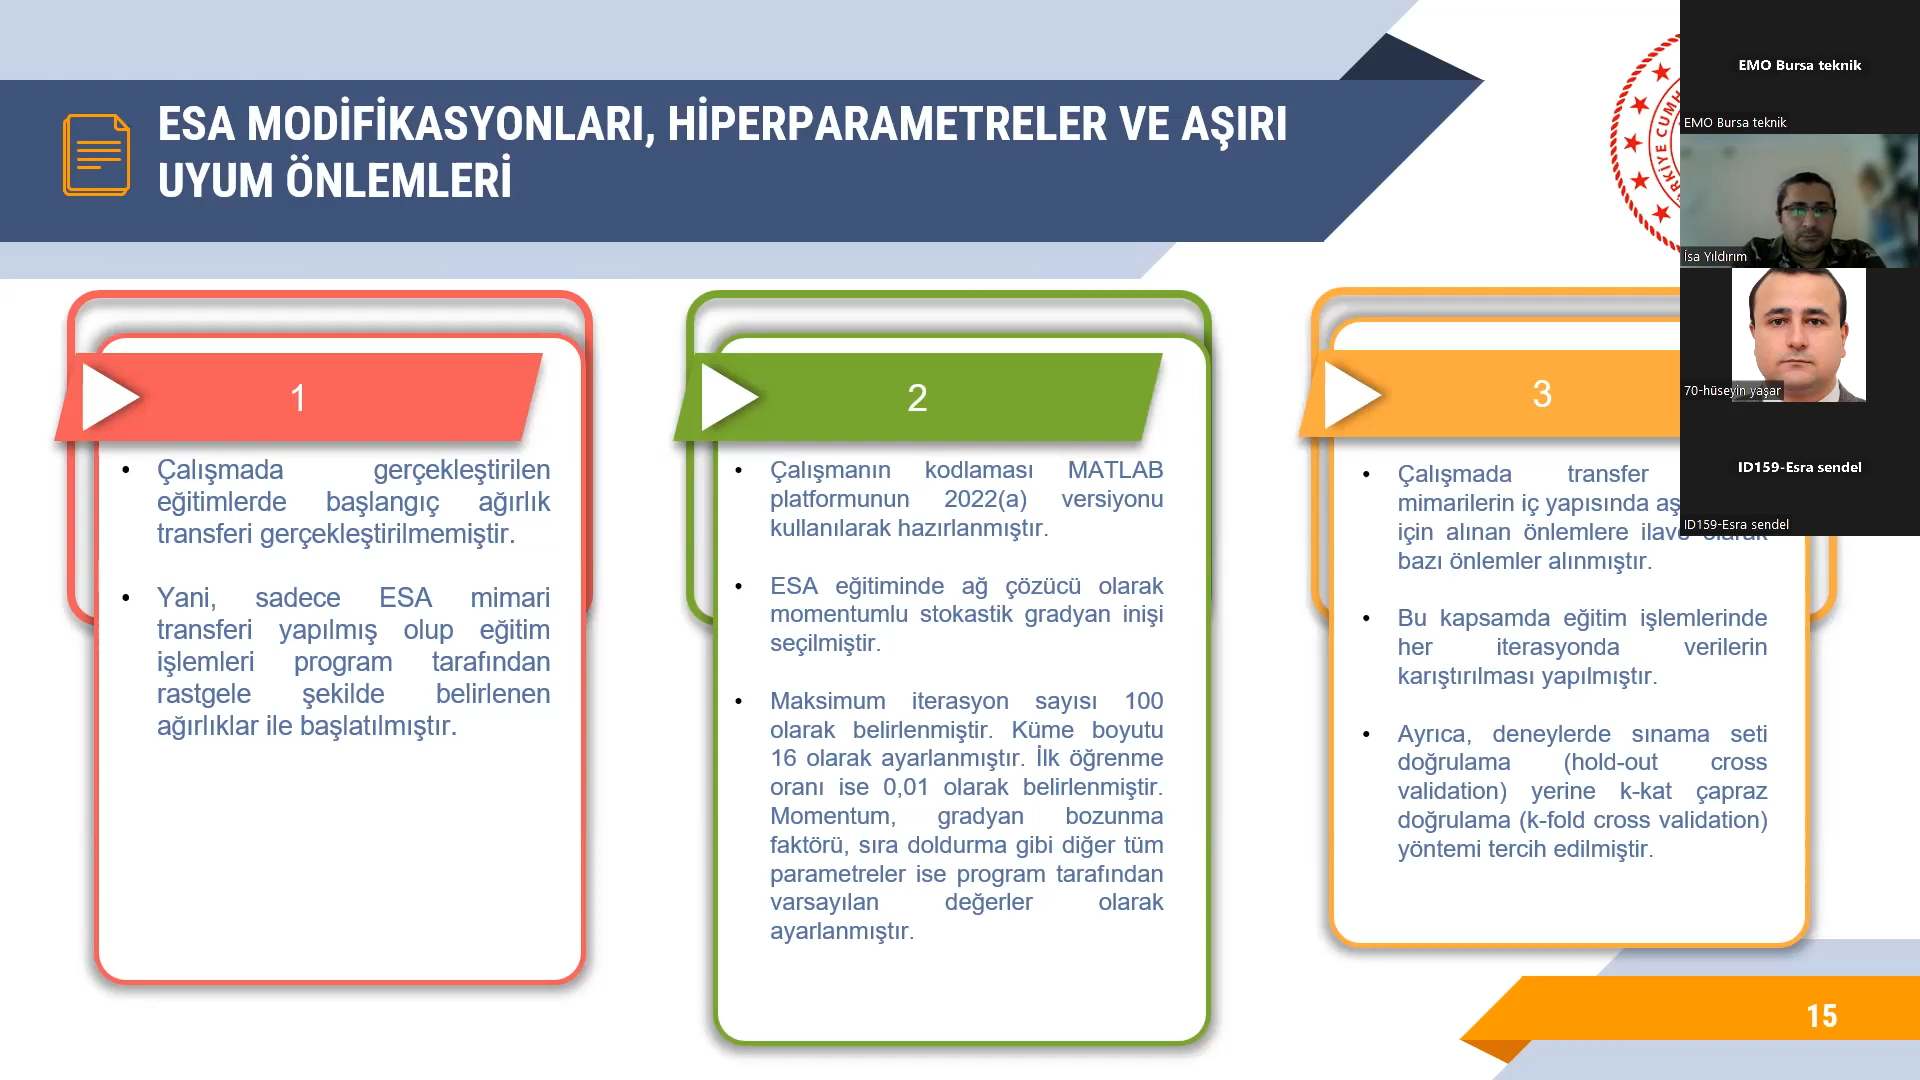 ESA MODİFİKASYONLARI, HİPERPARAMETRELER VE AŞIRI
UYUM ÖNLEMLERİ
1
• Çalışmada gerçekleştirilen
eğitimlerde başlangıç ağırlık
transferi gerçekleştirilmemiştir.
• Yani, sadece ESA mimari
transferi yapılmış olup eğitim
işlemleri program tarafından
rastgele şekilde belirlenen
ağırlıklar ile başlatılmıştır.
2
• Çalışmanın kodlaması MATLAB
platformunun 2022(a) versiyonu
kullanılarak hazırlanmıştır.
• ESA eğitiminde ağ çözücü olarak
momentumlu stokastik gradyan inişi
seçilmiştir.
• Maksimum iterasyon sayısı 100
olarak belirlenmiştir. Küme boyutu
16 olarak ayarlanmıştır. İlk öğrenme
oranı ise 0,01 olarak belirlenmiştir.
Momentum, gradyan bozunma
faktörü, sıra doldurma gibi diğer tüm
parametreler ise program tarafından
varsayılan değerler olarak
ayarlanmıştır.
3
• Çalışmada transfer
mimarilerin iç yapısında
için alınan önlemlere ilave olarak
bazı önlemler alınmıştır.
• Bu kapsamda eğitim işlemlerinde
her iterasyonda verilerin
karıştırılması yapılmıştır.
• Ayrıca, deneylerde sınama seti
doğrulama (hold-out cross
validation) yerine k-kat çapraz
doğrulama (k-fold cross validation)
yöntemi tercih edilmiştir.
15
EMO Bursa teknik
EMO Bursa teknik
İsa Yıldırım
70-hüseyin yaşar
ID159-Esra sendel
ID159-Esra sendel